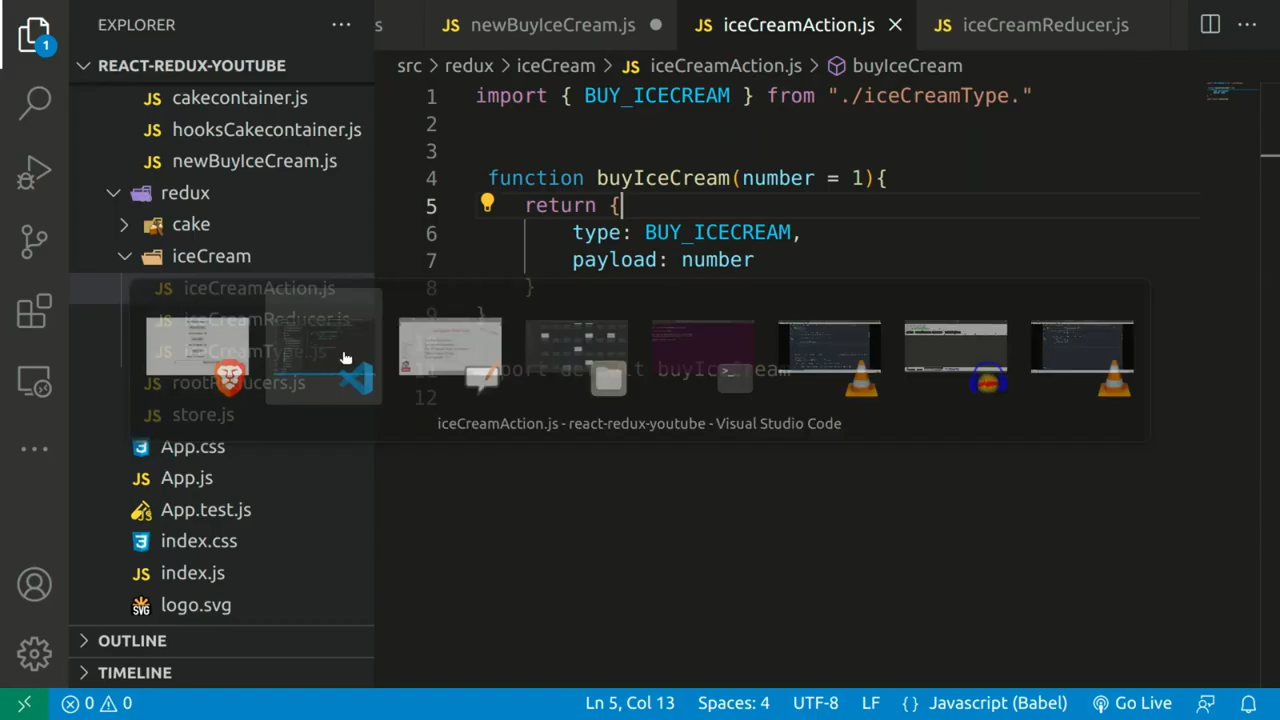 1
EXPLORER
s
JS newBuyIceCream.js
JS iceCreamAction.js
JS iceCreamReducer.js
REACT-REDUX-YOUTUBE
src > redux > iceCream > JS iceCreamAction.js > buyIceCream
JS cakecontainer.js
JS hooksCakecontainer.js
JS newBuyIceCream.js
redux
cake
iceCream
JS iceCreamAction.js
JS iceCreamReducer.js
JS iceCreamType.js
rootReducers.js
JS store.js
App.css
JS App.js
App.test.js
index.css
JS index.js
SVG logo.svg
OUTLINE
TIMELINE
1 import { BUY_ICECREAM } from "./iceCreamType."
2
3
4 function buyIceCream(number = 1){
5 return {
6 type: BUY_ICECREAM,
7 payload: number
8 }
9 }
export default buyIceCream
12
iceCreamAction.js - react-redux-youtube - Visual Studio Code
0 0
Ln 5, Col 13
Spaces: 4
UTF-8
LF
{} Javascript (Babel)
Go Live